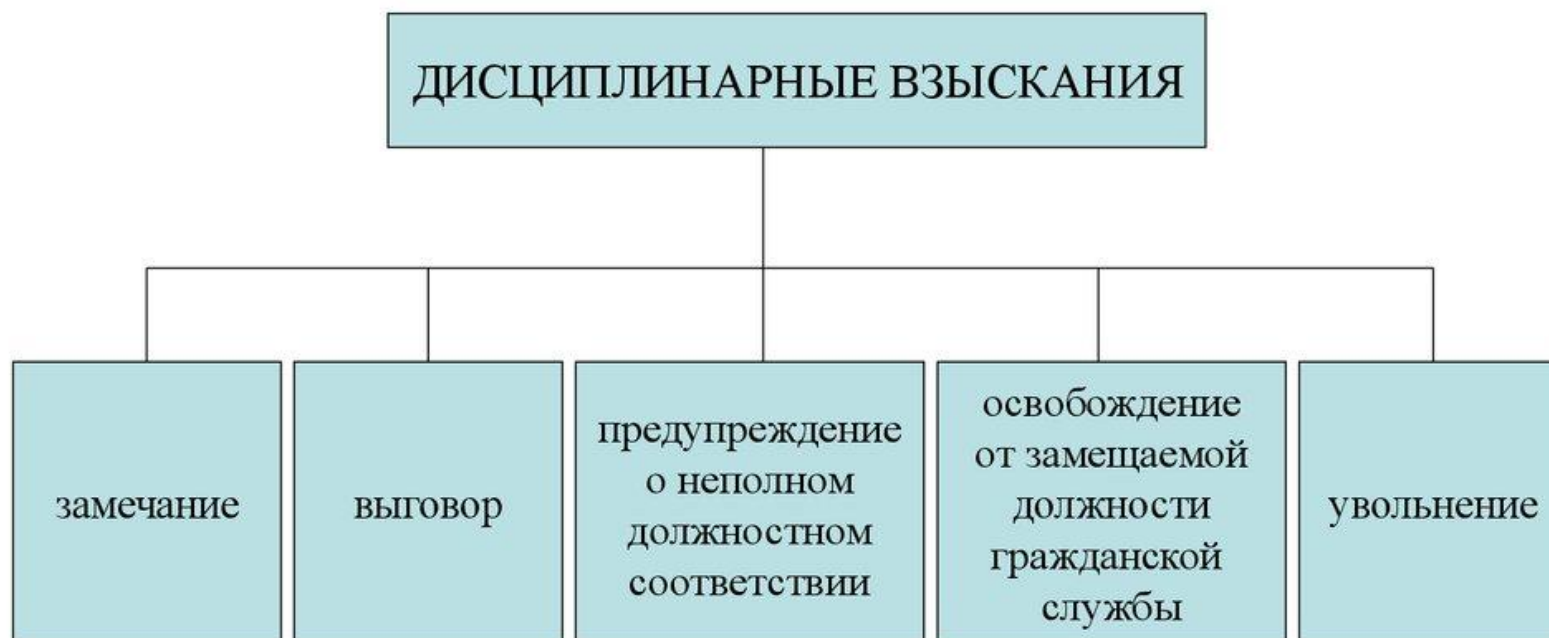 ДИСЦИПЛИНАРНЫЕ ВЗЫСКАНИЯ
замечание
выговор
предупреждение
о неполном
должностном
соответствии
освобождение
от замещаемой
должности
гражданской
службы
увольнение